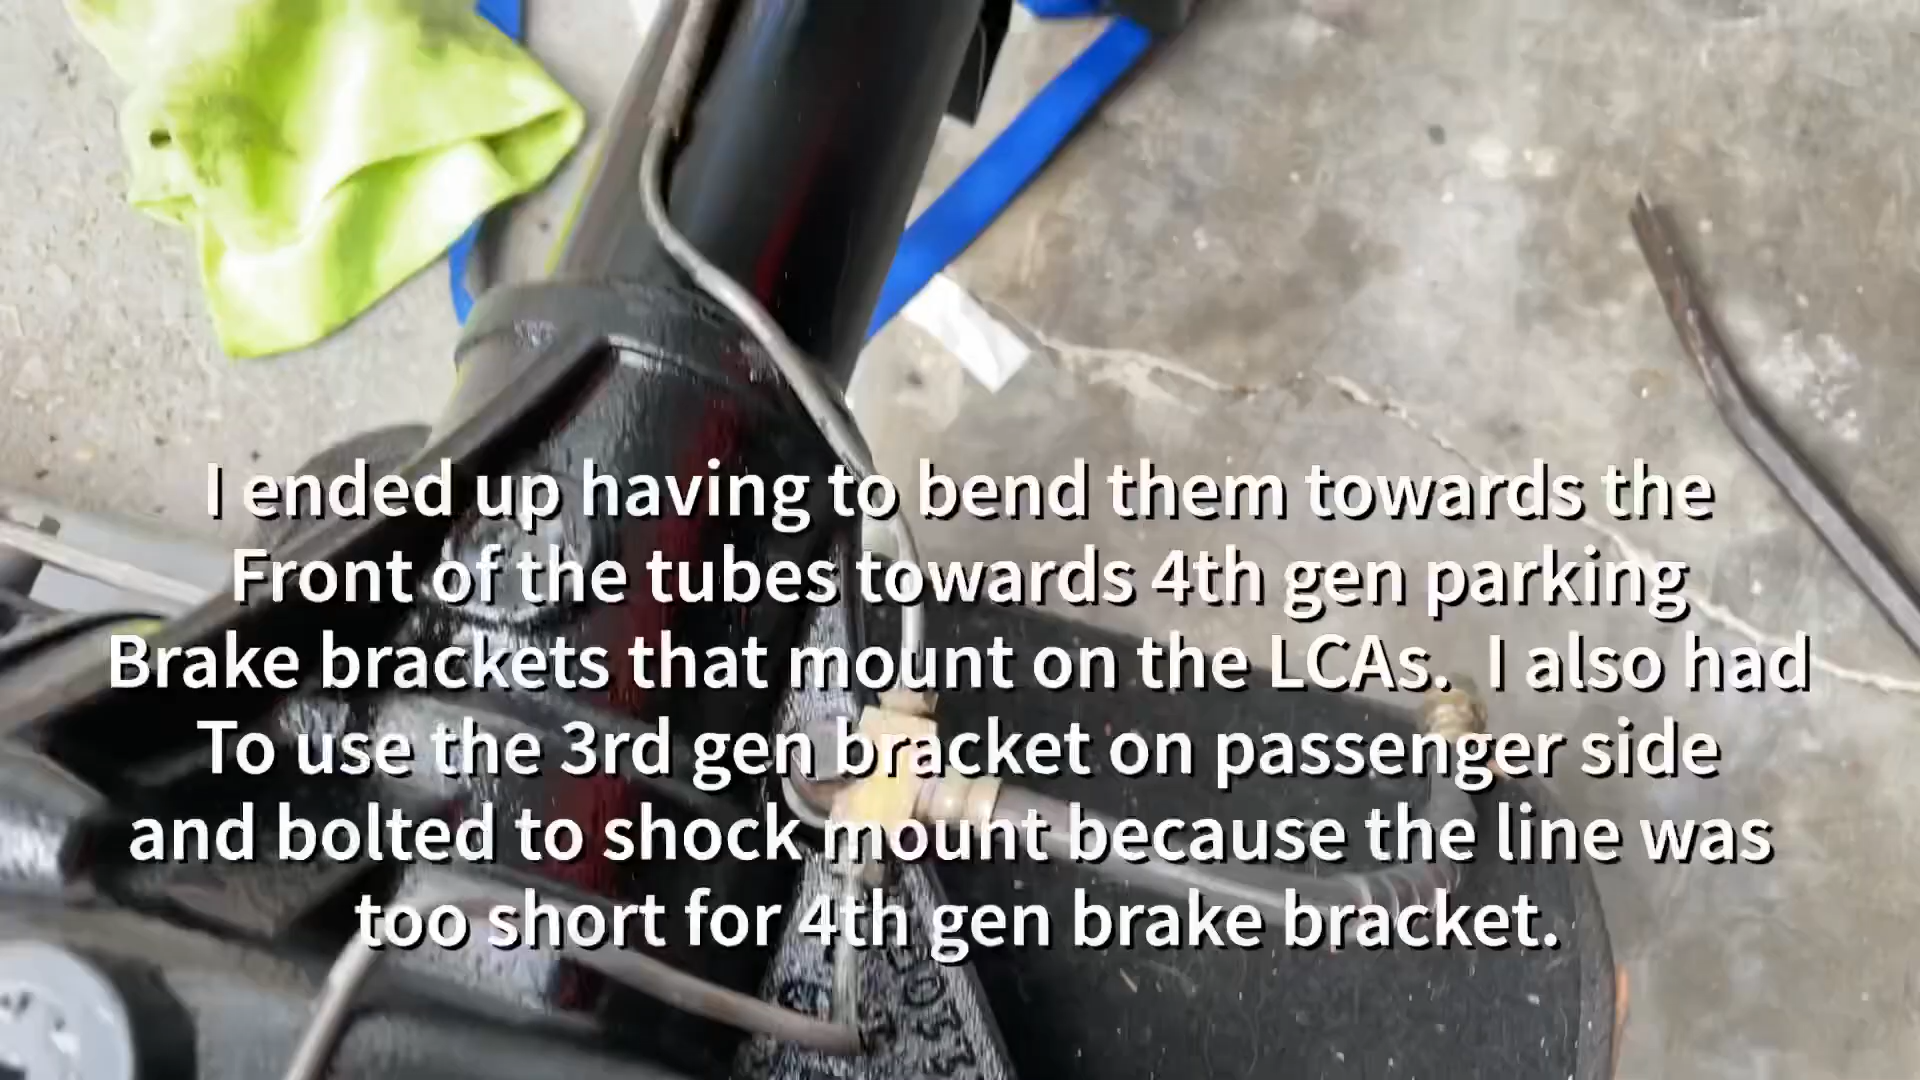 I ended up having to bend them towards the
Front of the tubes towards 4th gen parking
Brake brackets that mount on the LCAs.  I also had
To use the 3rd gen bracket on passenger side
and bolted to shock mount because the line was
too short for 4th gen brake bracket.